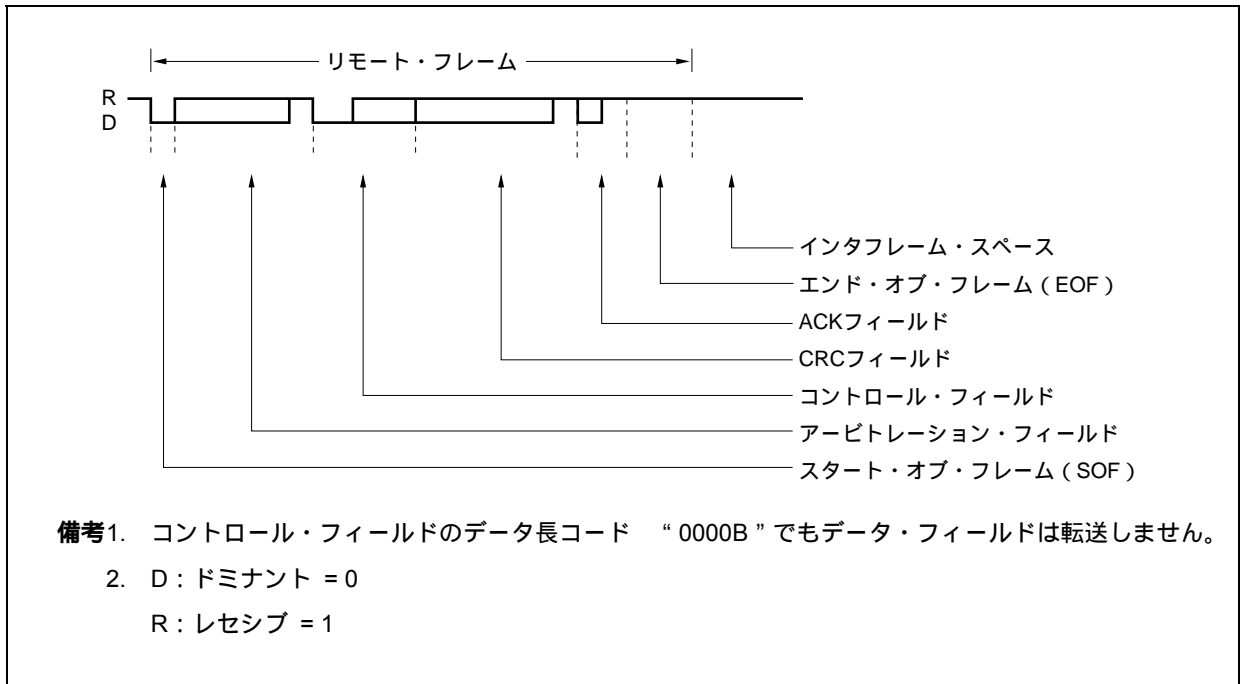 リモート・フレーム
R
D
インタフレーム・スペース
エンド・オブ・フレーム（EOF）
ACKフィールド
CRCフィールド
コントロール・フィールド
アービトレーション・フィールド
スタート・オブ・フレーム（SOF）
備考1. コントロール・フィールドのデータ長コード “0000B”でもデータ・フィールドは転送しません。
2. D：ドミナント = 0
R：レセシブ = 1